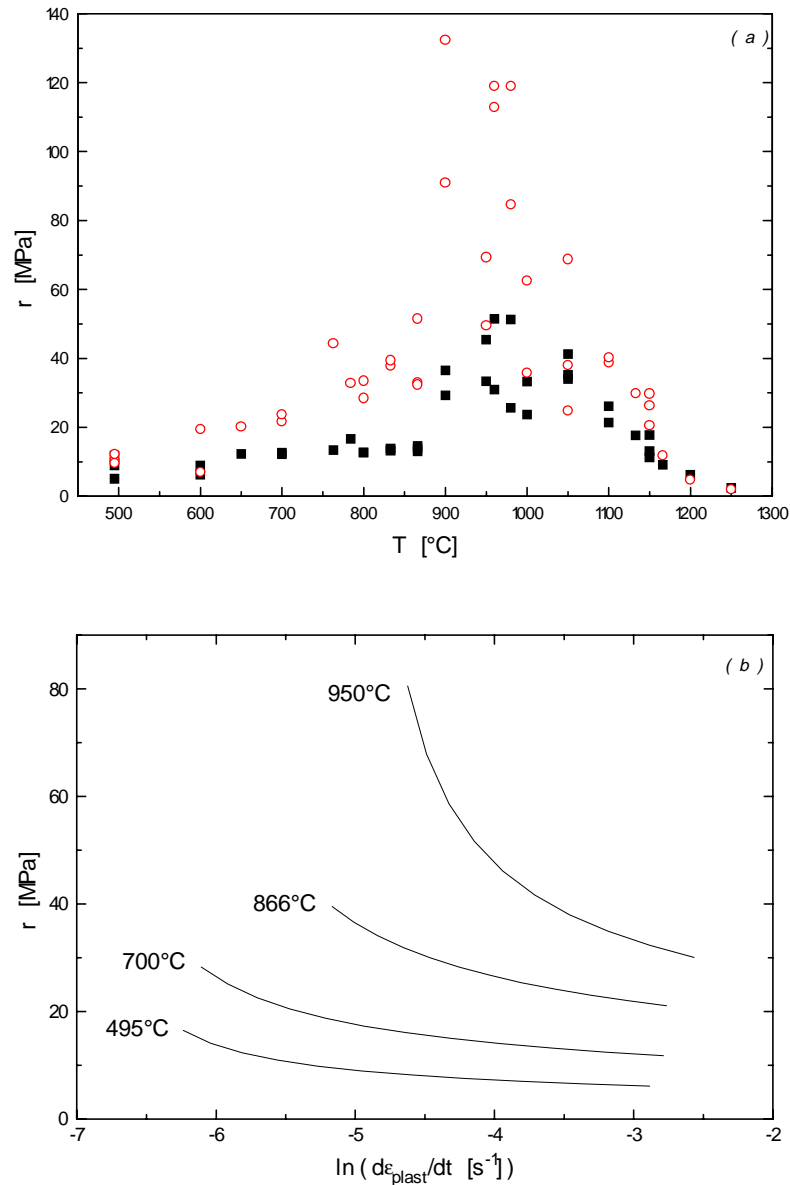 140
( a )
120
100
80
60
40
20
0
r [MPa]
500 600 700 800 900 1000 1100 1200 1300
T [°C]
( b )
80
60
40
20
0
r [MPa]
950°C
866°C
700°C
495°C
-7 -6 -5 -4 -3 -2
ln ( dεplast/dt [s-1] )